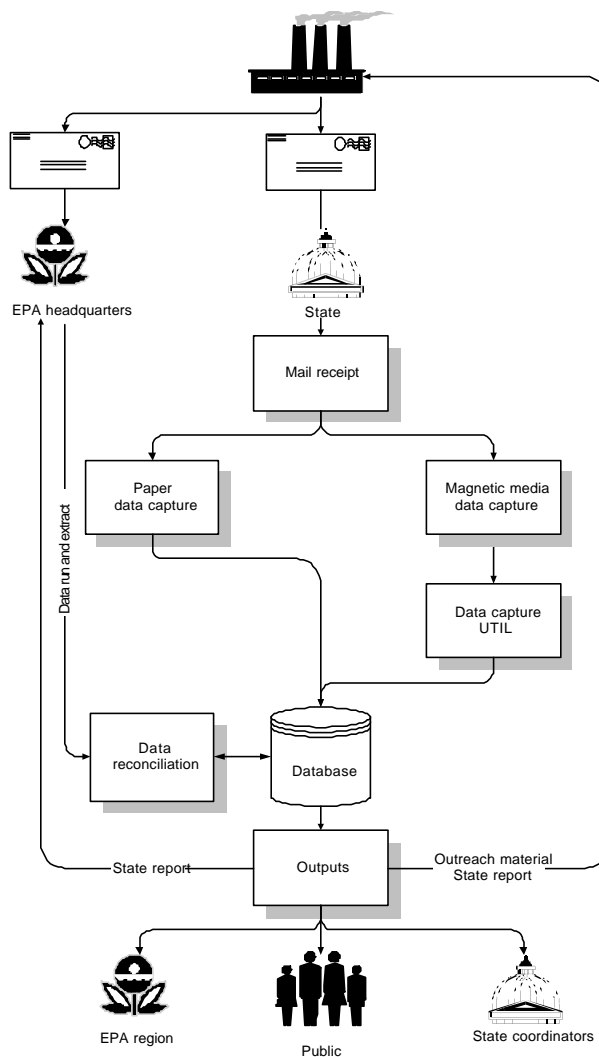 EPA headquarters
State
Mail receipt
Paper
data capture
Magnetic media
data capture
Data run and extract
Data capture
UTIL
Data
reconciliation
Database
State report
Outputs
Outreach material
State report
EPA region
Public
State coordinators